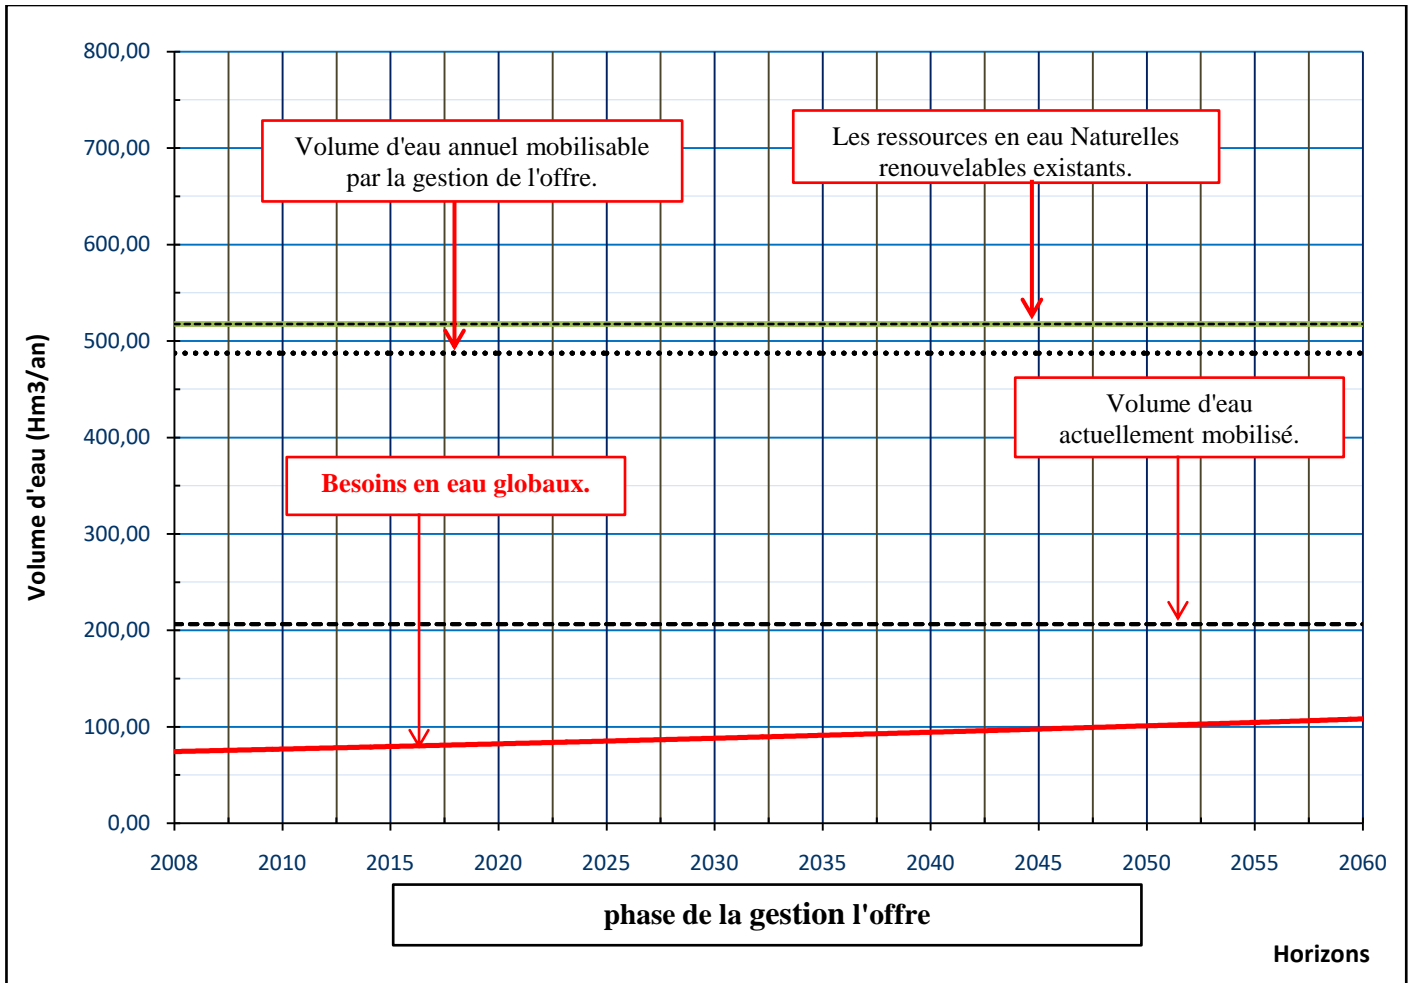 800,00
700,00
600,00
500,00
400,00
300,00
200,00
100,00
0,00
Volume d'eau (Hm3/an)
Volume d'eau annuel mobilisable
par la gestion de l'offre.
Les ressources en eau Naturelles
renouvelables existants.
Volume d'eau
actuellement mobilisé.
Besoins en eau globaux.
2008 2010 2015 2020 2025 2030 2035 2040 2045 2050 2055 2060
phase de la gestion l'offre
Horizons